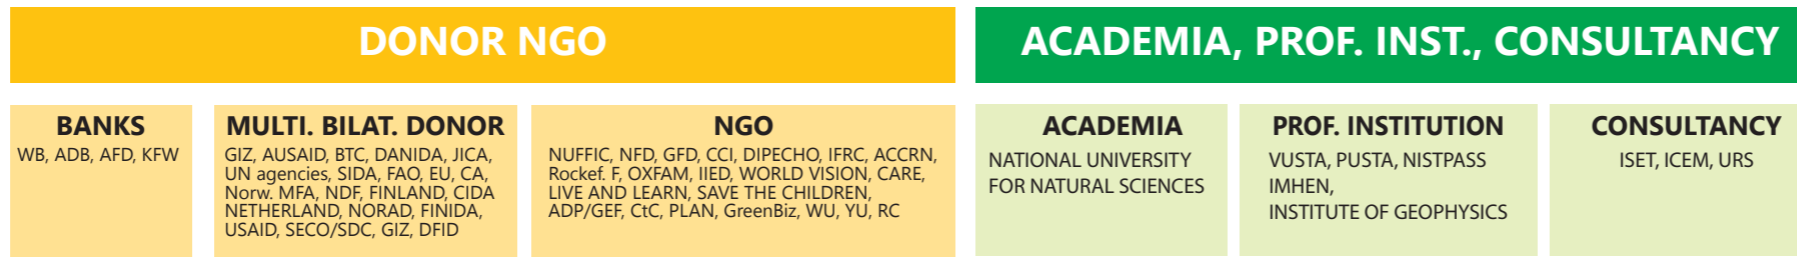 DONOR NGO
ACADEMIA, PROF. INST., CONSULTANCY
BANKS
WB, ADB, AFD, KFW
MULTI. BILAT. DONOR
GIZ, AUSAID, BTC, DANIDA, JICA,
UN agencies, SIDA, FAO, EU, CA,
Norw. MFA, NDF, FINLAND, CIDA
NETHERLAND, NORAD, FINIDA,
USAID, SECO/SDC, GIZ, DFID
NGO
NUFFIC, NFD, GFD, CCI, DIPECHO, IFRC, ACCRN,
Rockef. F, OXFAM, IIED, WORLD VISION, CARE,
LIVE AND LEARN, SAVE THE CHILDREN,
ADP/GEF, CtC, PLAN, GreenBiz, WU, YU, RC
ACADEMIA
NATIONAL UNIVERSITY
FOR NATURAL SCIENCES
PROF. INSTITUTION
VUSTA, PUSTA, NISTPASS
IMHEN,
INSTITUTE OF GEOPHYSICS
CONSULTANCY
ISET, ICEM, URS